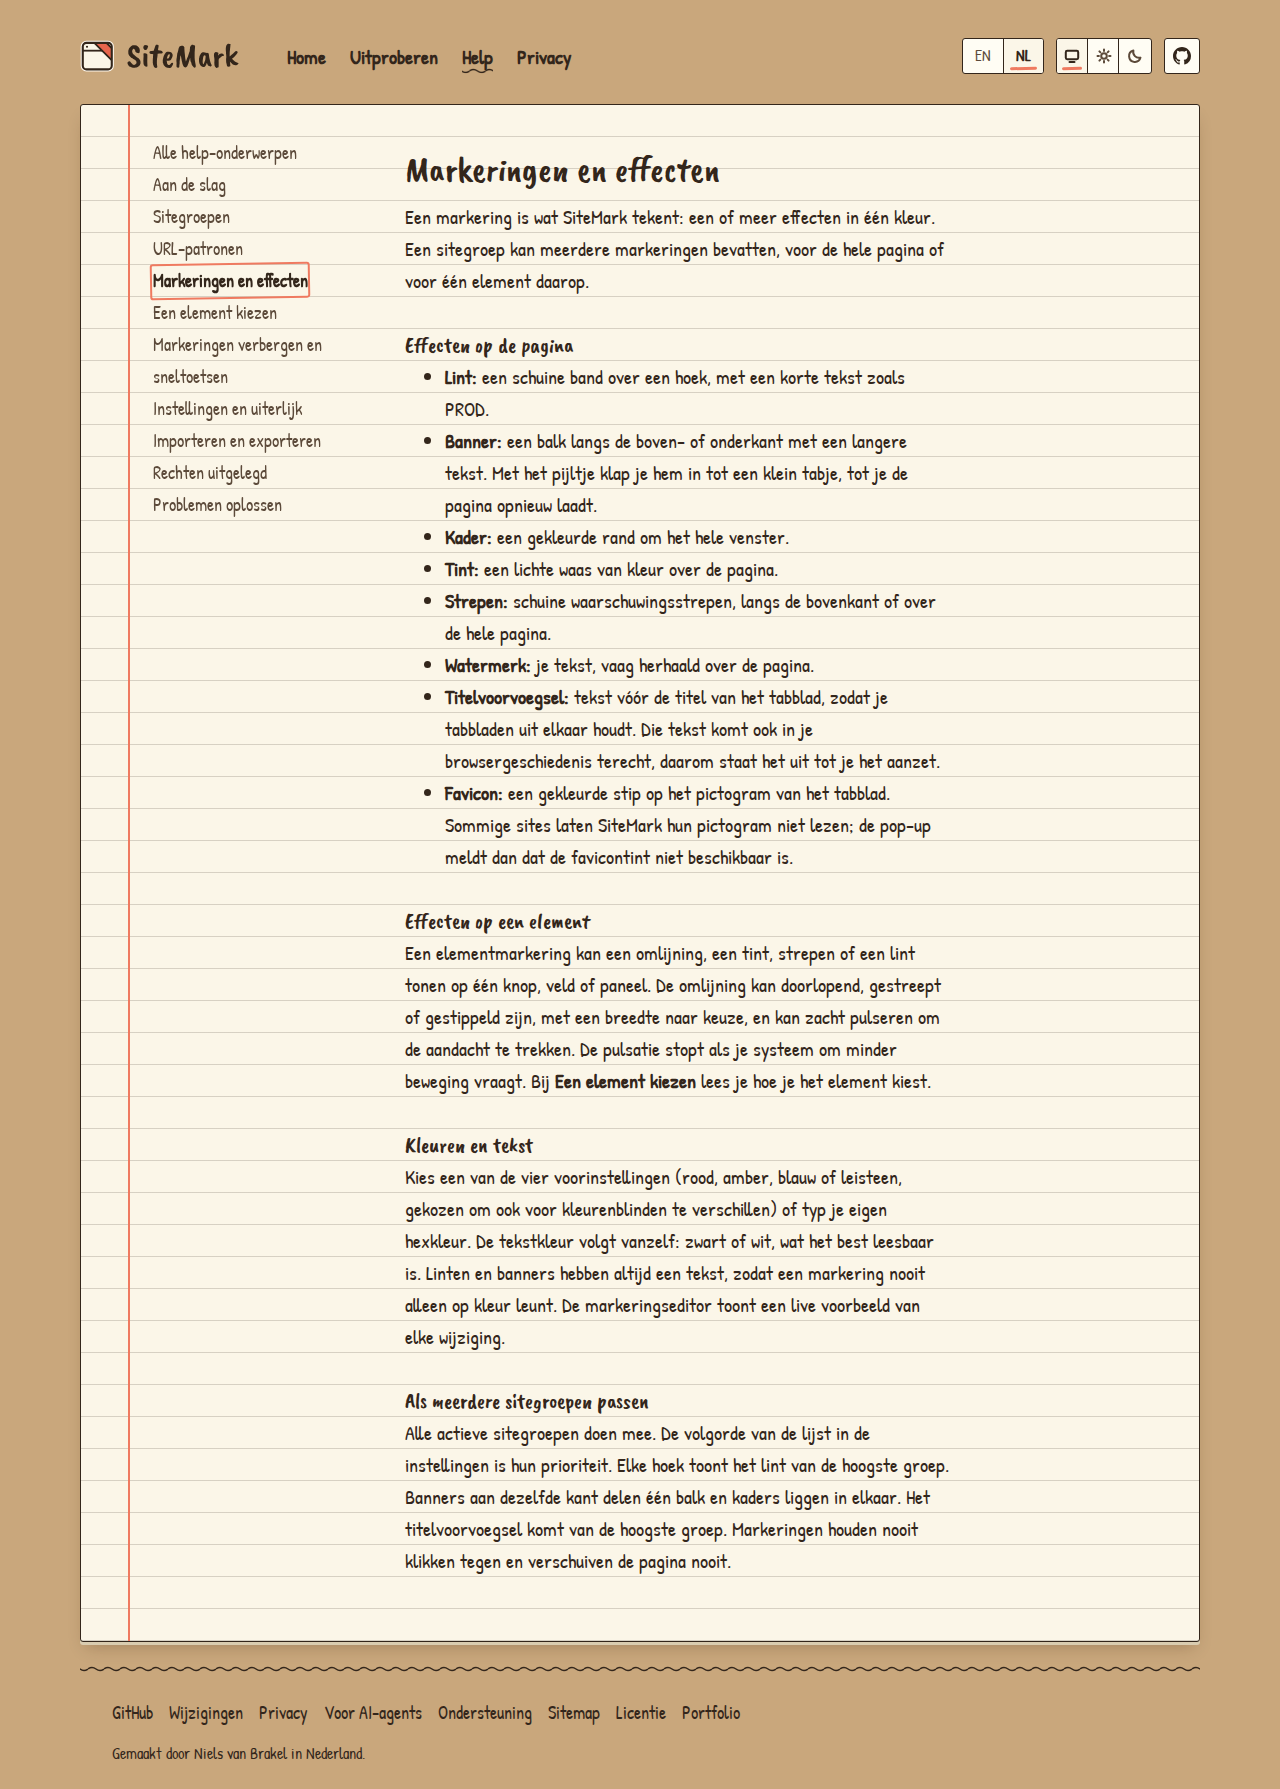 SiteMark
Home Uitproberen Help Privacy
EN NL
Alle help-onderwerpen
Aan de slag
Sitegroepen
URL-patronen
Markeringen en effecten
Een element kiezen
Markeringen verbergen en
sneltoetsen
Instellingen en uiterlijk
Importeren en exporteren
Rechten uitgelegd
Problemen oplossen
Markeringen en effecten
Een markering is wat SiteMark tekent: een of meer effecten in één kleur.
Een sitegroep kan meerdere markeringen bevatten, voor de hele pagina of
voor één element daarop.
Effecten op de pagina
• Lint: een schuine band over een hoek, met een korte tekst zoals
PROD.
• Banner: een balk langs de boven- of onderkant met een langere
tekst. Met het pijltje klap je hem in tot een klein tabje, tot je de
pagina opnieuw laadt.
• Kader: een gekleurde rand om het hele venster.
• Tint: een lichte waas van kleur over de pagina.
• Strepen: schuine waarschuwingsstrepen, langs de bovenkant of over
de hele pagina.
• Watermerk: je tekst, vaag herhaald over de pagina.
• Titelvoorvoegsel: tekst vóór de titel van het tabblad, zodat je
tabbladen uit elkaar houdt. Die tekst komt ook in je
browsergeschiedenis terecht, daarom staat het uit tot je het aanzet.
• Favicon: een gekleurde stip op het pictogram van het tabblad.
Sommige sites laten SiteMark hun pictogram niet lezen; de pop-up
meldt dan dat de favicontint niet beschikbaar is.
Effecten op een element
Een elementmarkering kan een omlijning, een tint, strepen of een lint
tonen op één knop, veld of paneel. De omlijning kan doorlopend, gestreept
of gestippeld zijn, met een breedte naar keuze, en kan zacht pulseren om
de aandacht te trekken. De pulsatie stopt als je systeem om minder
beweging vraagt. Bij Een element kiezen lees je hoe je het element kiest.
Kleuren en tekst
Kies een van de vier voorinstellingen (rood, amber, blauw of leisteen,
gekozen om ook voor kleurenblinden te verschillen) of typ je eigen
hexkleur. De tekstkleur volgt vanzelf: zwart of wit, wat het best leesbaar
is. Linten en banners hebben altijd een tekst, zodat een markering nooit
alleen op kleur leunt. De markeringseditor toont een live voorbeeld van
elke wijziging.
Als meerdere sitegroepen passen
Alle actieve sitegroepen doen mee. De volgorde van de lijst in de
instellingen is hun prioriteit. Elke hoek toont het lint van de hoogste groep.
Banners aan dezelfde kant delen één balk en kaders liggen in elkaar. Het
titelvoorvoegsel komt van de hoogste groep. Markeringen houden nooit
klikken tegen en verschuiven de pagina nooit.
GitHub Wijzigingen Privacy Voor AI-agents Ondersteuning Sitemap Licentie Portfolio
Gemaakt door Niels van Brakel in Nederland.